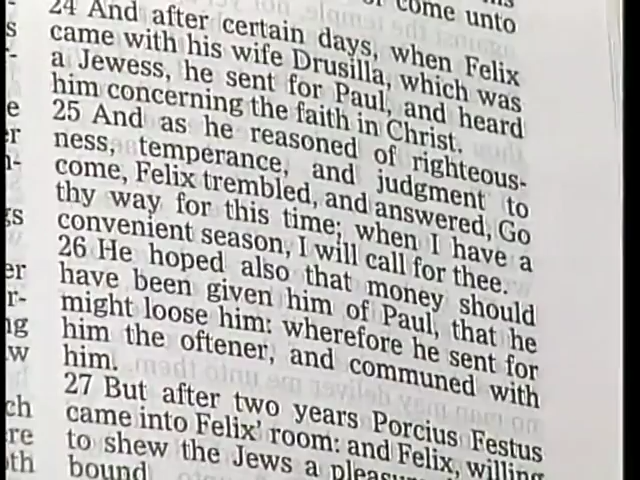 come unto
24 And after certain days, when Felix
came with his wife Drusilla, which was
a Jewess, he sent for Paul, and heard
him concerning the faith in Christ.
25 And as he reasoned of righteous-
ness, temperance, and judgment to
come, Felix trembled, and answered, Go
thy way for this time; when I have a
convenient season, I will call for thee.
26 He hoped also that money should
have been given him of Paul, that he
might loose him: wherefore he sent for
him the oftener, and communed with
him.
27 But after two years Porcius Festus
came into Felix' room: and Felix, willing
to shew the Jews a
bound